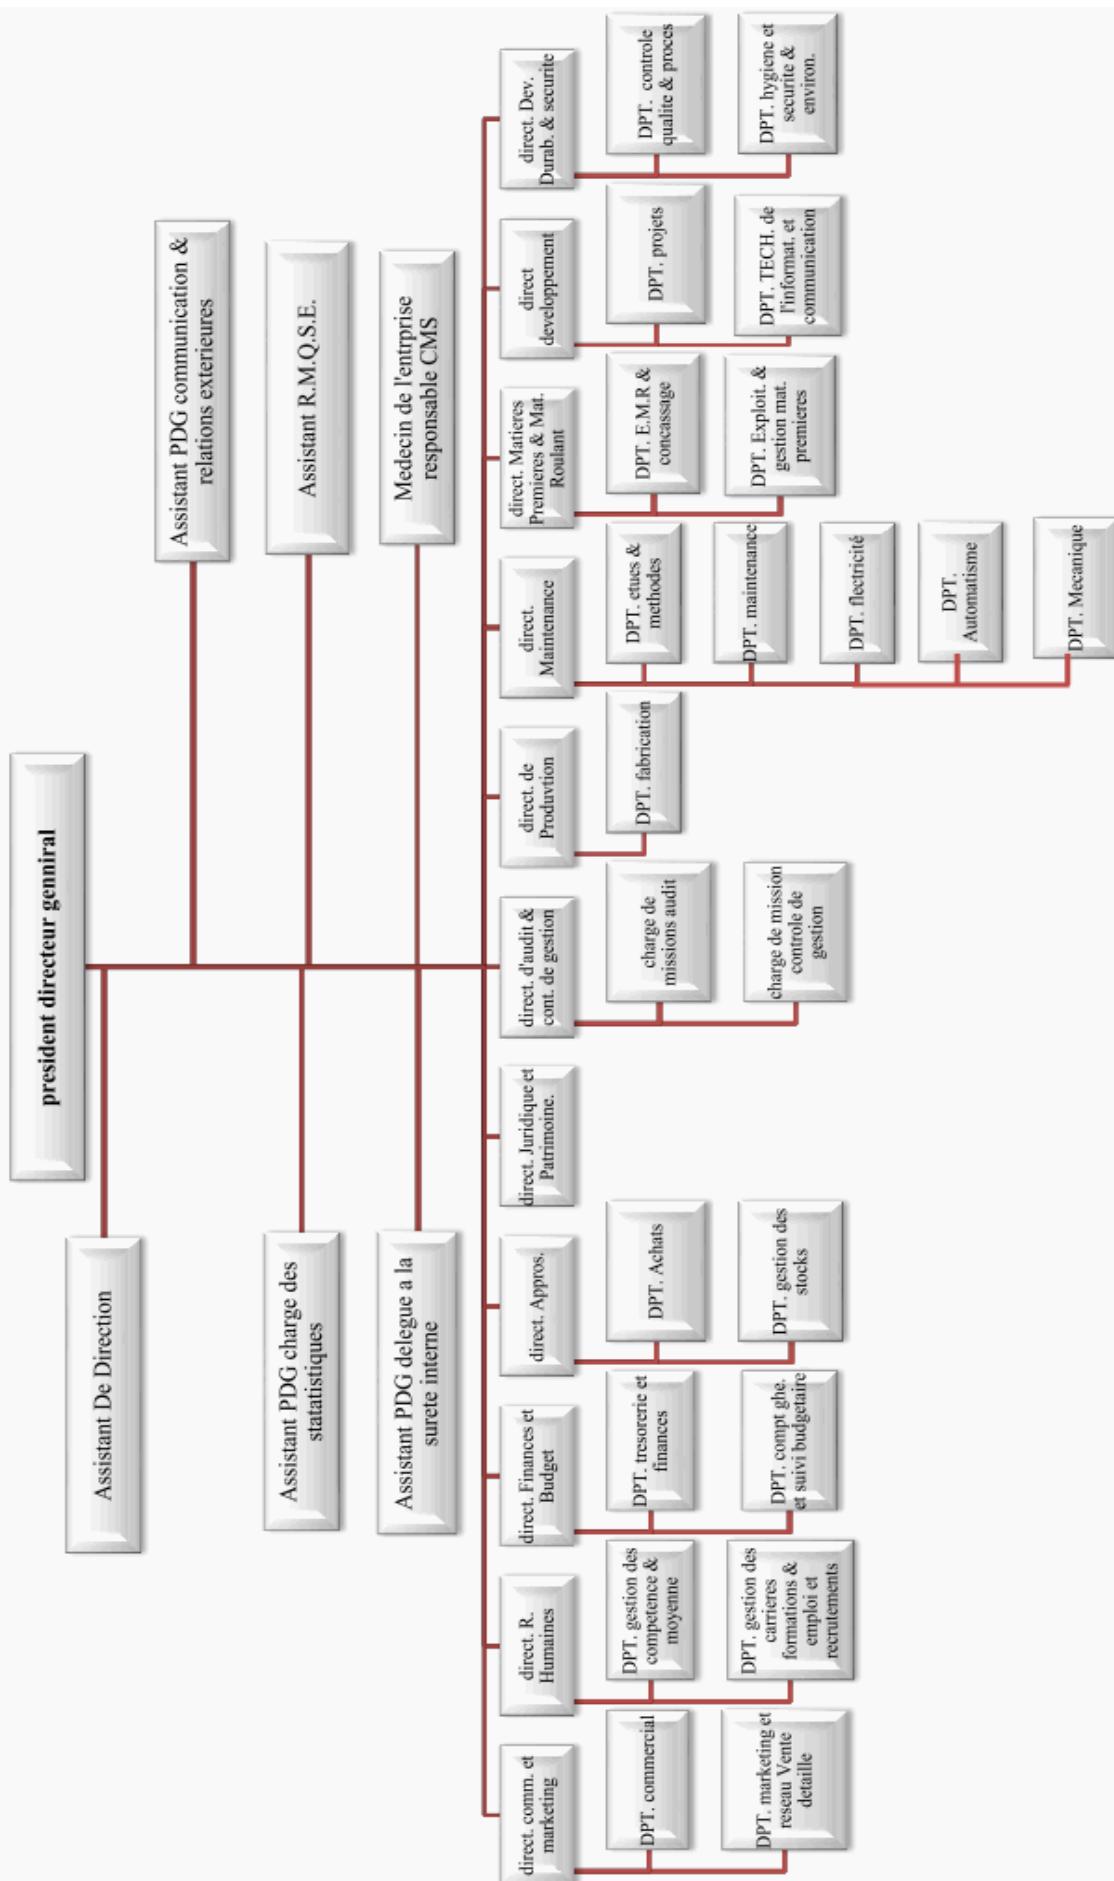 president directeur genniral
Assistant De Direction
Assistant PDG communication &
relations exterieures
Assistant PDG charge des
statatistiques
Assistant R.M.Q.S.E.
Assistant PDG delegue a la
surete interne
Medecin de l'entrprise
responsable CMS
direct. comm. et
marketing
DPT. commercial
DPT. marketing et
reseau Vente
detaille
direct. R.
Humaines
DPT. gestion des
competence &
moyenne
DPT. gestion des
carrieres
formations &
emploi et
recrutements
direct. Finances et
Budget
DPT. tresorerie et
finances
DPT. compt ghe.
et suivi budgetaire
direct. Appros.
DPT. Achats
DPT. gestion des
stocks
direct. Juridique et
Patrimoine.
direct. d'audit &
cont. de gestion
charge de
missions audit
charge de mission
controle de
gestion
direct. de
Produvtion
DPT. fabrication
direct.
Maintenance
DPT. etues &
methodes
DPT. maintenance
DPT. flectricité
DPT.
Automatisme
DPT. Mecanique
direct. Matieres
Premieres & Mat.
Roulant
DPT. E.M.R &
concassage
DPT. Exploit. &
gestion mat.
premieres
direct
developpement
DPT. projets
DPT. TECH. de
l'informat. et
communication
direct. Dev.
Durab. & securite
DPT. controle
qualite & proces
DPT. hygiene et
securite &
environ.